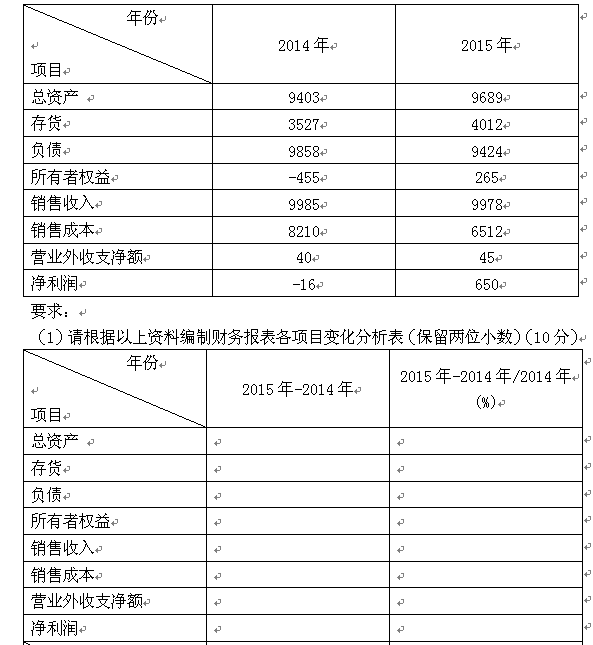 年份
项目
2014 年 2015 年
总资产 9403 9689
存货 3527 4012
负债 9858 9424
所有者权益 -455 265
销售收入 9985 9978
销售成本 8210 6512
营业外收支净额 40 45
净利润 -16 650
要求：
(1)请根据以上资料编制财务报表各项目变化分析表(保留两位小数)(10 分)
年份
项目
2015 年-2014 年 2015 年-2014 年/2014 年
(%)
总资产
存货
负债
所有者权益
销售收入
销售成本
营业外收支净额
净利润